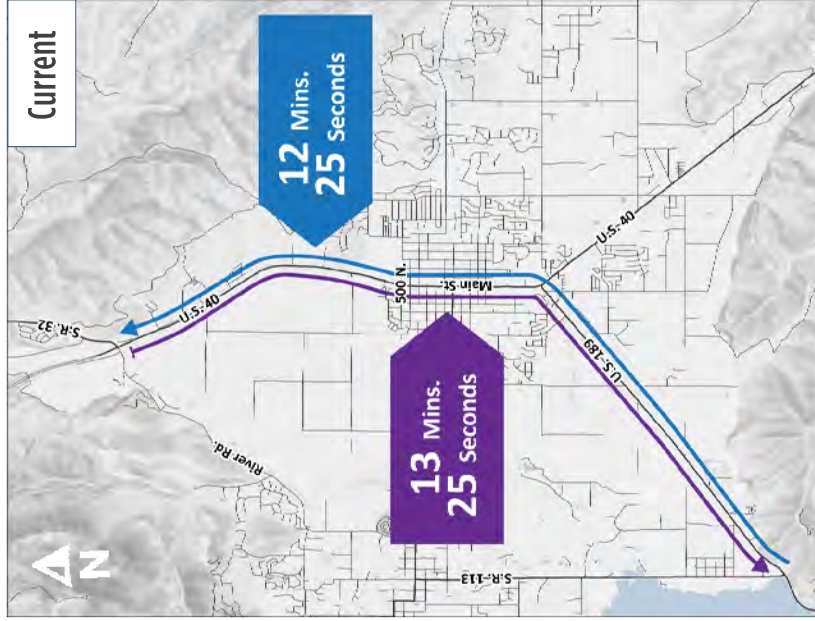 Current
S.R. 32
U.S. 40
12 Mins.
25 Seconds
River Rd.
500 N.
Main St.
13 Mins.
25 Seconds
U.S. 40
U.S. 189
S.R. 113
N